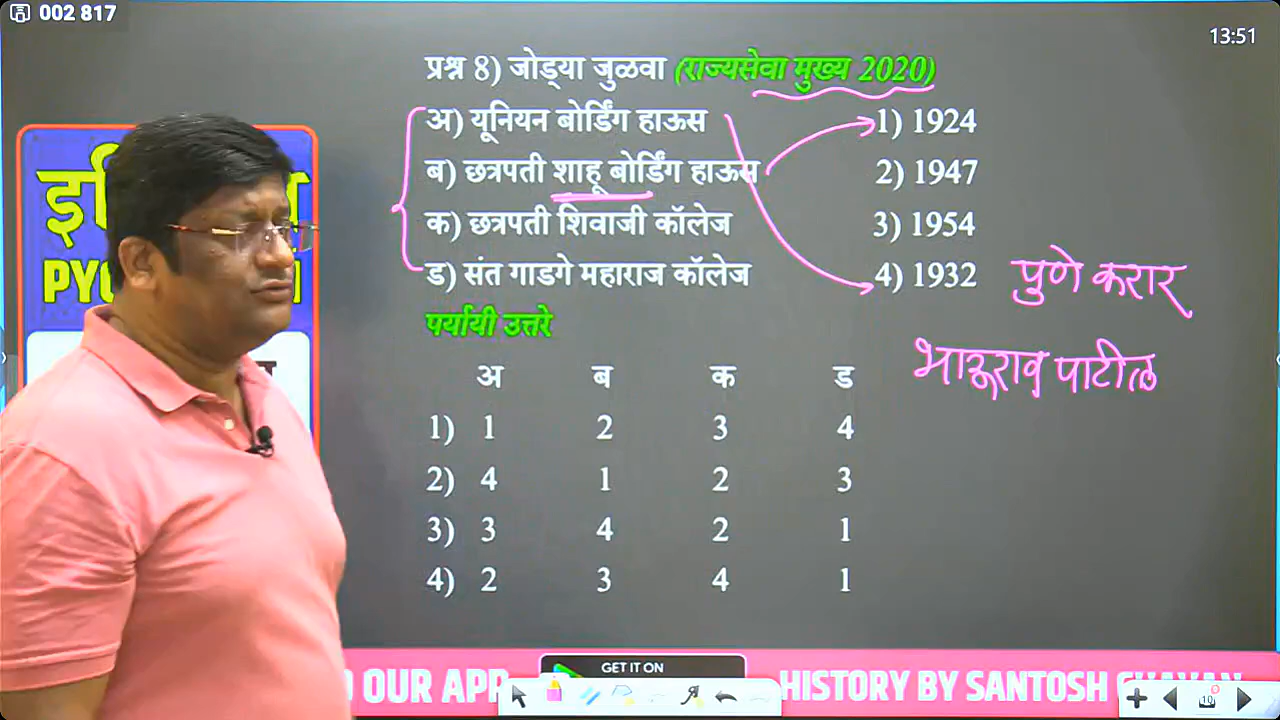 002 817
13:51
प्रश्न 8) जोड्या जुळवा (राज्यसेवा मुख्य 2020)
अ) यूनियन बोर्डिंग हाऊस 1) 1924
ब) छत्रपती शाहू बोर्डिंग हाऊस 2) 1947
क) छत्रपती शिवाजी कॉलेज 3) 1954
ड) संत गाडगे महाराज कॉलेज 4) 1932 पुणे करार
पर्यायी उत्तरे
भाऊराव पाटील
अ ब क ड
1) 1 2 3 4
2) 4 1 2 3
3) 3 4 2 1
4) 2 3 4 1
OUR APP
GET IT ON
HISTORY BY SANTOSH CHAVAN